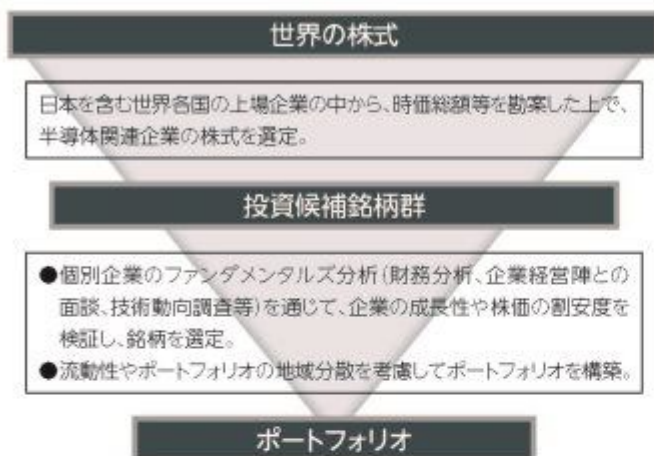 世界の株式
日本を含む世界各国の上場企業の中から、時価総額等を勘案した上で、
半導体関連企業の株式を選定。
投資候補銘柄群
●個別企業のファンダメンタルズ分析(財務分析、企業経営陣との
面談、技術動向調査等)を通じて、企業の成長性や株価の割安度を
検証し、銘柄を選定。
●流動性やポートフォリオの地域分散を考慮してポートフォリオを構築。
ポートフォリオ